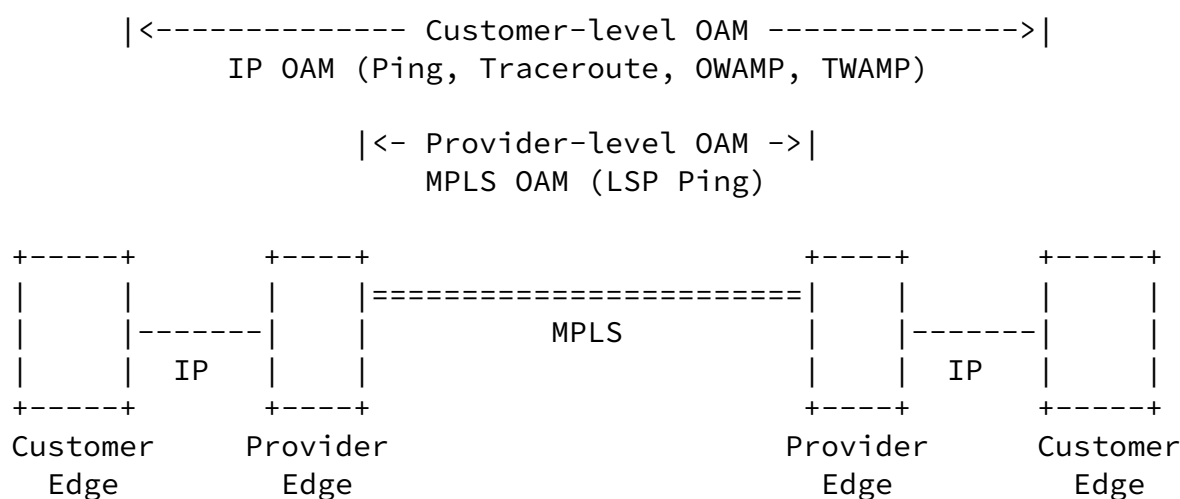 |<-------------- Customer-level OAM -------------->|
IP OAM (Ping, Traceroute, OWAMP, TWAMP)
|<- Provider-level OAM ->|
MPLS OAM (LSP Ping)
MPLS
IP IP
Customer Provider Provider Customer
Edge Edge Edge Edge